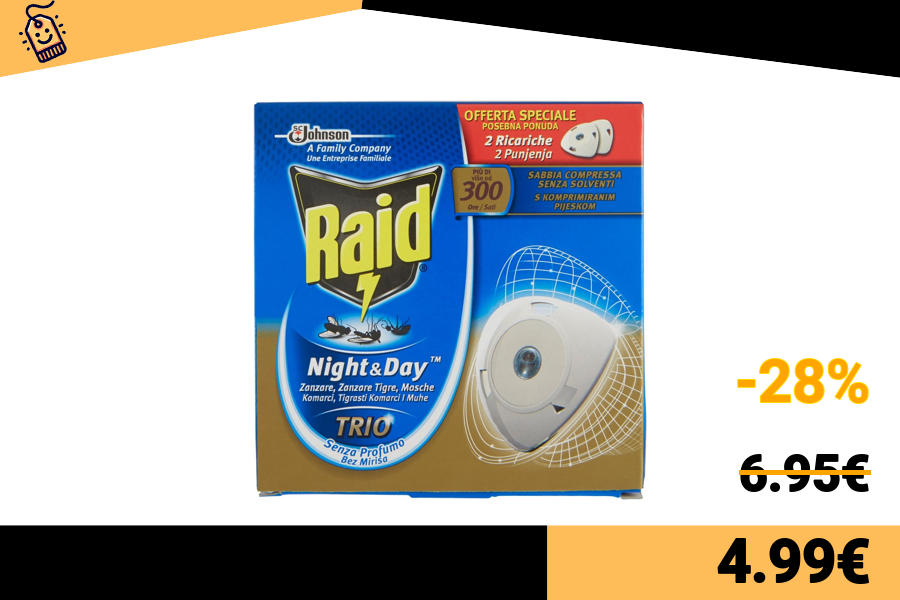 SC Johnson
A Family Company
Une Entreprise Familiale
OFFERTA SPECIALE
POSEBNA PONUDA
2 Ricariche
2 Punjenja
PIÙ DI
više od
300
Ore / Sati
SABBIA COMPRESSA
SENZA SOLVENTI
S KOMPRIMIRANIM
PIJESKOM
Raid®
Night&Day™
Zanzare, Zanzare Tigre, Mosche
Komarci, Tigrasti Komarci I Muhe
TRIO
Senza Profumo
Bez Mirisa
-28%
6.95€
4.99€